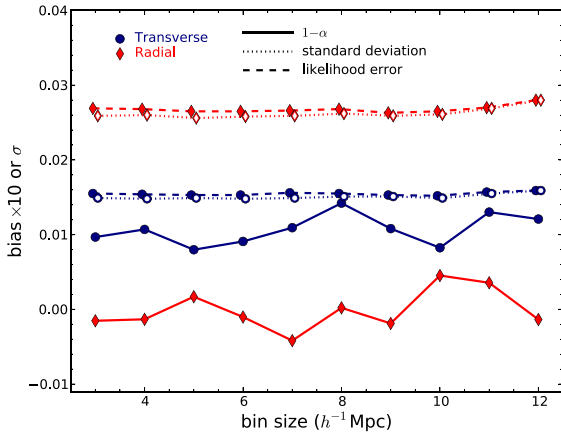 0.04
0.03
0.02
0.01
0.00
−0.01
bias ×10 or σ
Transverse
Radial
1−α
standard deviation
likelihood error
4 6 8 10 12
bin size (h⁻¹ Mpc)